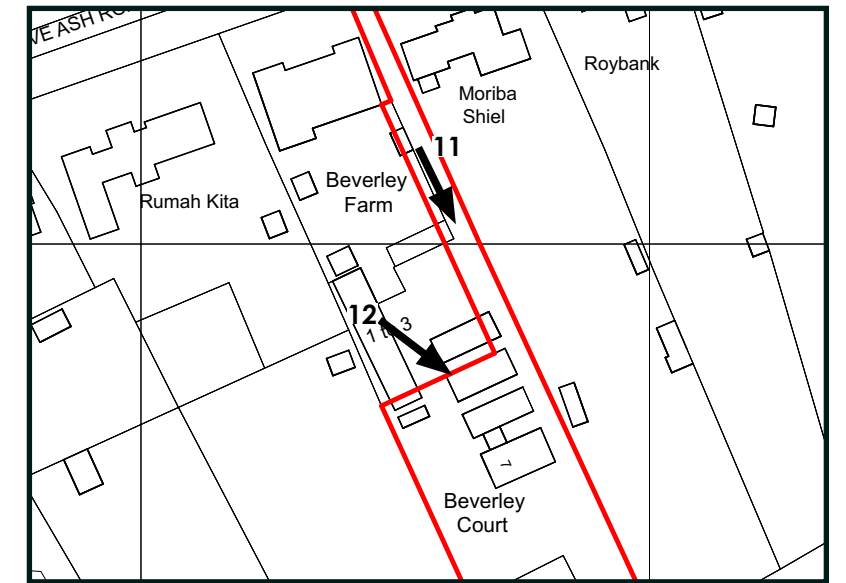 VE ASH RO
Roybank
Moriba
Shiel
11
Beverley
Farm
Rumah Kita
12
1 to 3
7
Beverley
Court